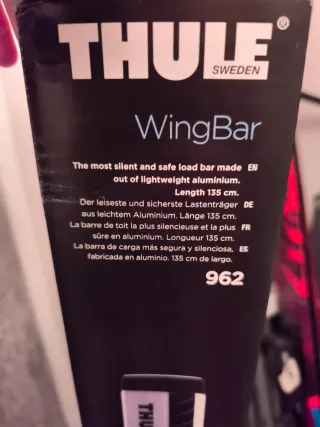 THULE®
SWEDEN
WingBar
The most silent and safe load bar made EN
out of lightweight aluminium.
Length 135 cm.
Der leiseste und sicherste Lastenträger DE
aus leichtem Aluminium. Länge 135 cm.
La barre de toit la plus silencieuse et la plus FR
sûre en aluminium. Longueur 135 cm.
La barra de carga más segura y silenciosa, ES
fabricada en aluminio. 135 cm de largo.
962
THULE